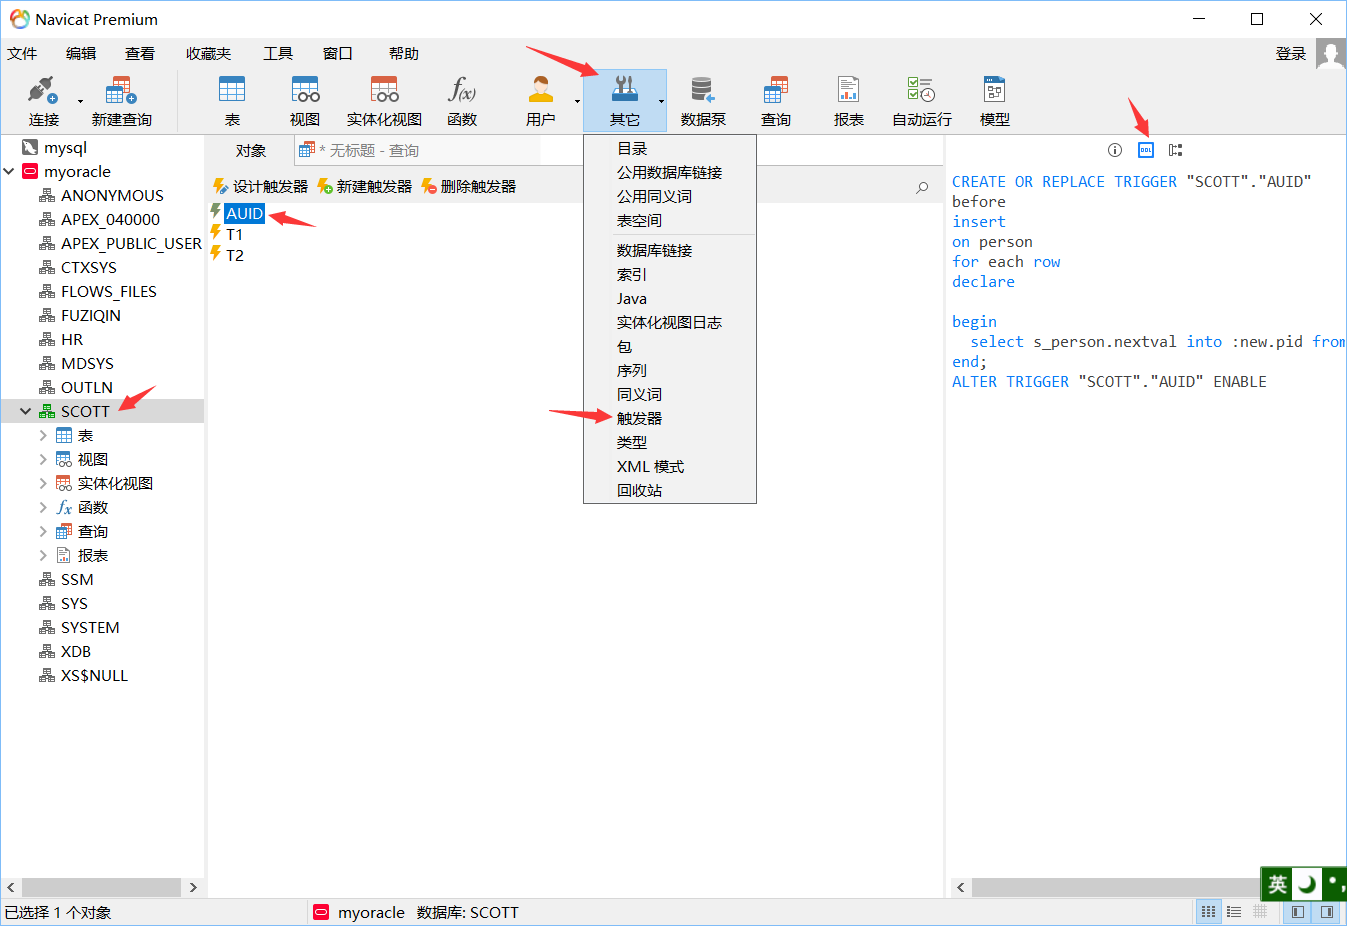 Navicat Premium
文件 编辑 查看 收藏夹 工具 窗口 帮助 登录
连接 新建查询 表 视图 实体化视图 函数 用户 其它 数据泵 查询 报表 自动运行 模型
f(x)
mysql
myoracle
ANONYMOUS
APEX_040000
APEX_PUBLIC_USER
CTXSYS
FLOWS_FILES
FUZIQIN
HR
MDSYS
OUTLN
SCOTT
表
视图
实体化视图
fx 函数
查询
报表
SSM
SYS
SYSTEM
XDB
XS$NULL
对象 * 无标题 - 查询
设计触发器 新建触发器 删除触发器
AUID
T1
T2
目录
公用数据库链接
公用同义词
表空间
数据库链接
索引
Java
实体化视图日志
包
序列
同义词
触发器
类型
XML 模式
回收站
DDL
CREATE OR REPLACE TRIGGER "SCOTT"."AUID"
before
insert
on person
for each row
declare
begin
select s_person.nextval into :new.pid from
end;
ALTER TRIGGER "SCOTT"."AUID" ENABLE
英
已选择 1 个对象 myoracle 数据库: SCOTT